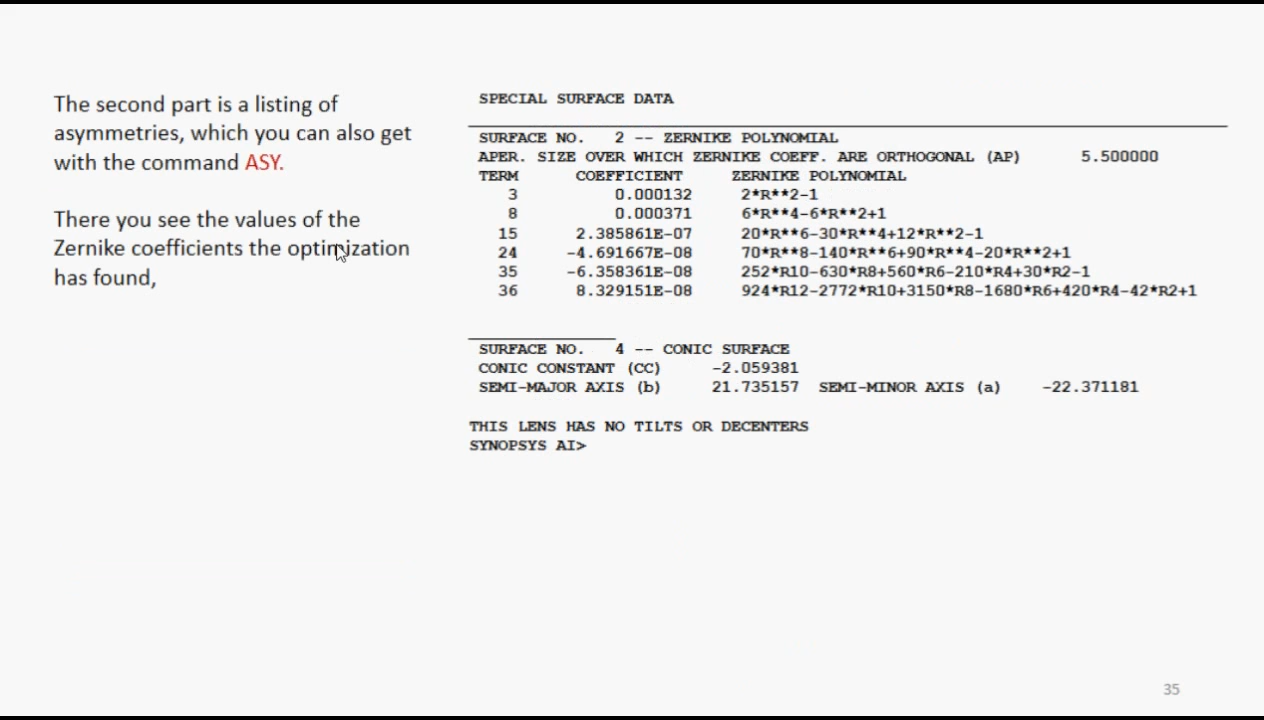 The second part is a listing of
asymmetries, which you can also get
with the command ASY.
There you see the values of the
Zernike coefficients the optimization
has found,
SPECIAL SURFACE DATA
SURFACE NO. 2 -- ZERNIKE POLYNOMIAL
APER. SIZE OVER WHICH ZERNIKE COEFF. ARE ORTHOGONAL (AP) 5.500000
TERM COEFFICIENT ZERNIKE POLYNOMIAL
3 0.000132 2*R**2-1
8 0.000371 6*R**4-6*R**2+1
15 2.385861E-07 20*R**6-30*R**4+12*R**2-1
24 -4.691667E-08 70*R**8-140*R**6+90*R**4-20*R**2+1
35 -6.358361E-08 252*R10-630*R8+560*R6-210*R4+30*R2-1
36 8.329151E-08 924*R12-2772*R10+3150*R8-1680*R6+420*R4-42*R2+1
SURFACE NO. 4 -- CONIC SURFACE
CONIC CONSTANT (CC) -2.059381
SEMI-MAJOR AXIS (b) 21.735157 SEMI-MINOR AXIS (a) -22.371181
THIS LENS HAS NO TILTS OR DECENTERS
SYNOPSYS AI>
35